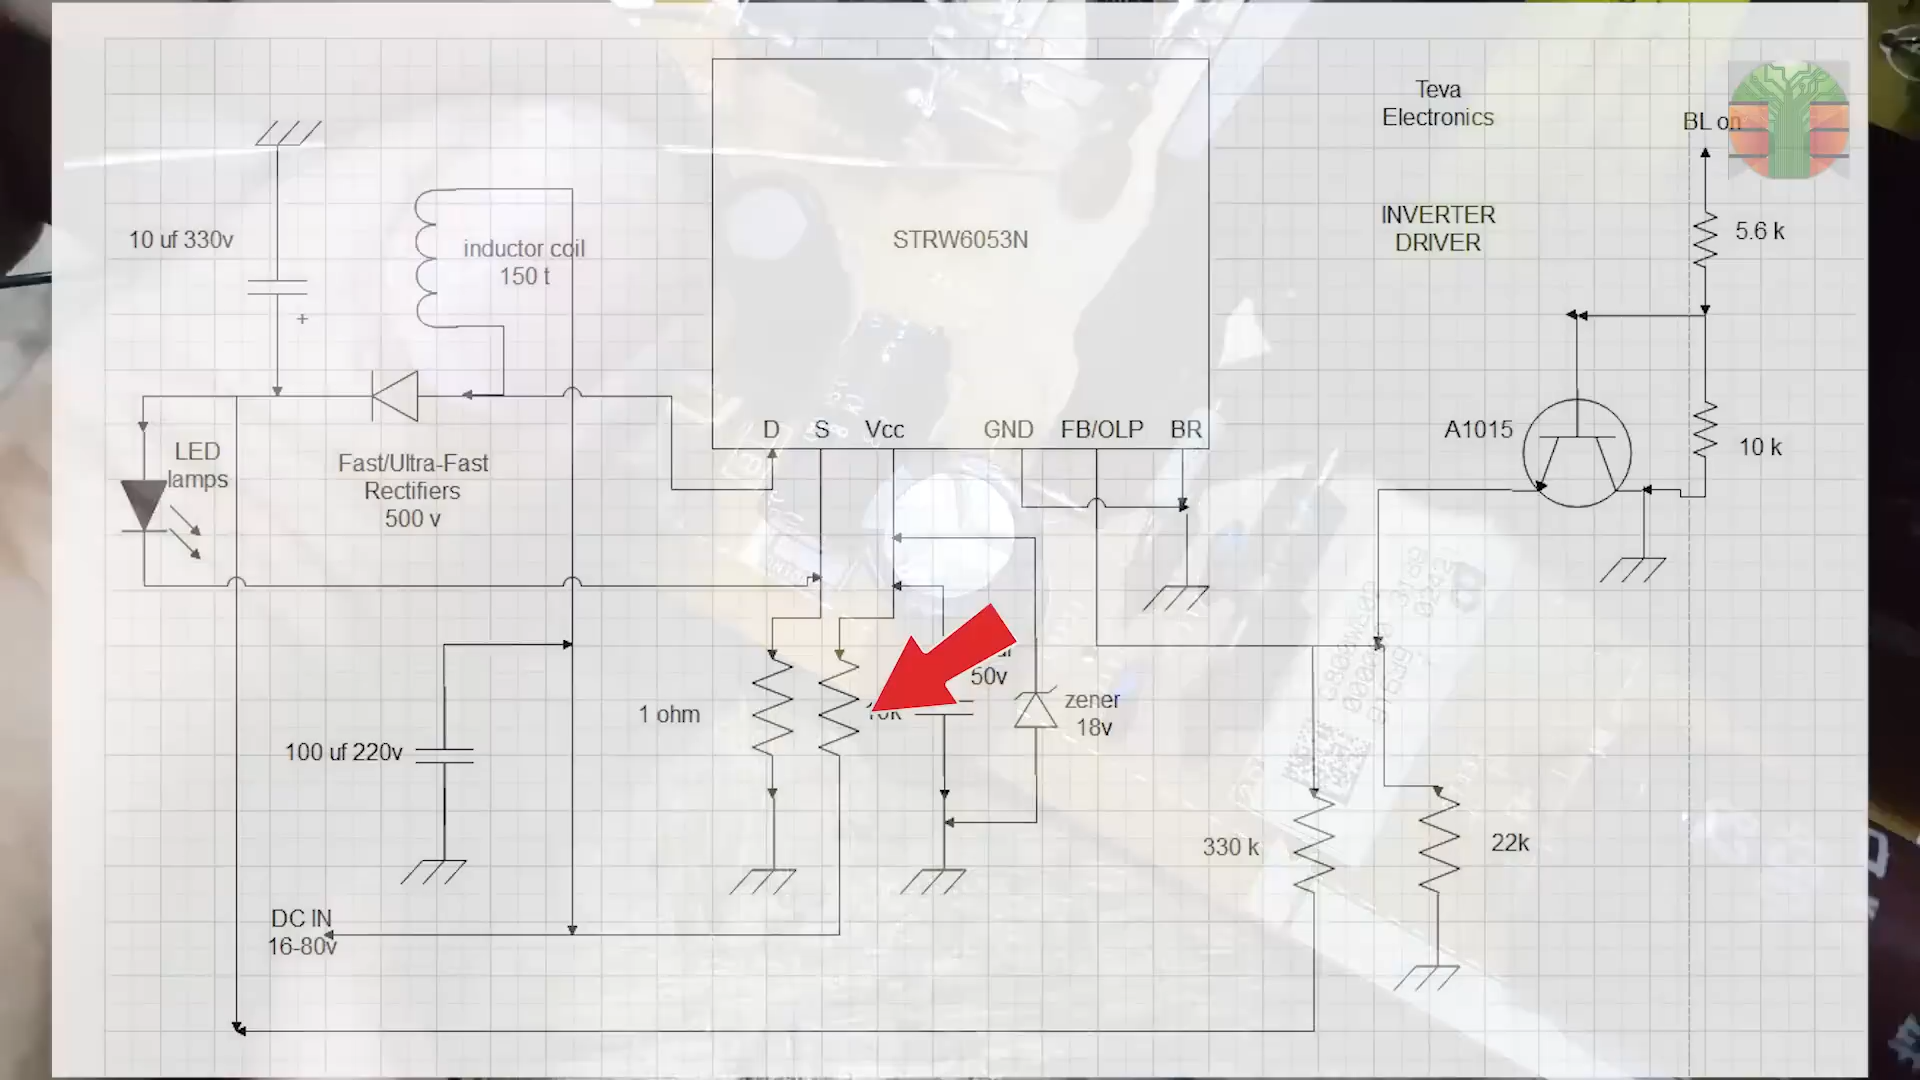 Teva
Electronics
BL on
10 uf 330v
inductor coil
150 t
STRW6053N
INVERTER
DRIVER
5.6 k
+
D S Vcc GND FB/OLP BR
A1015
10 k
LED
lamps
Fast/Ultra-Fast
Rectifiers
500 v
50v
zener
18v
1 ohm
100 uf 220v
330 k
22k
DC IN
16-80v